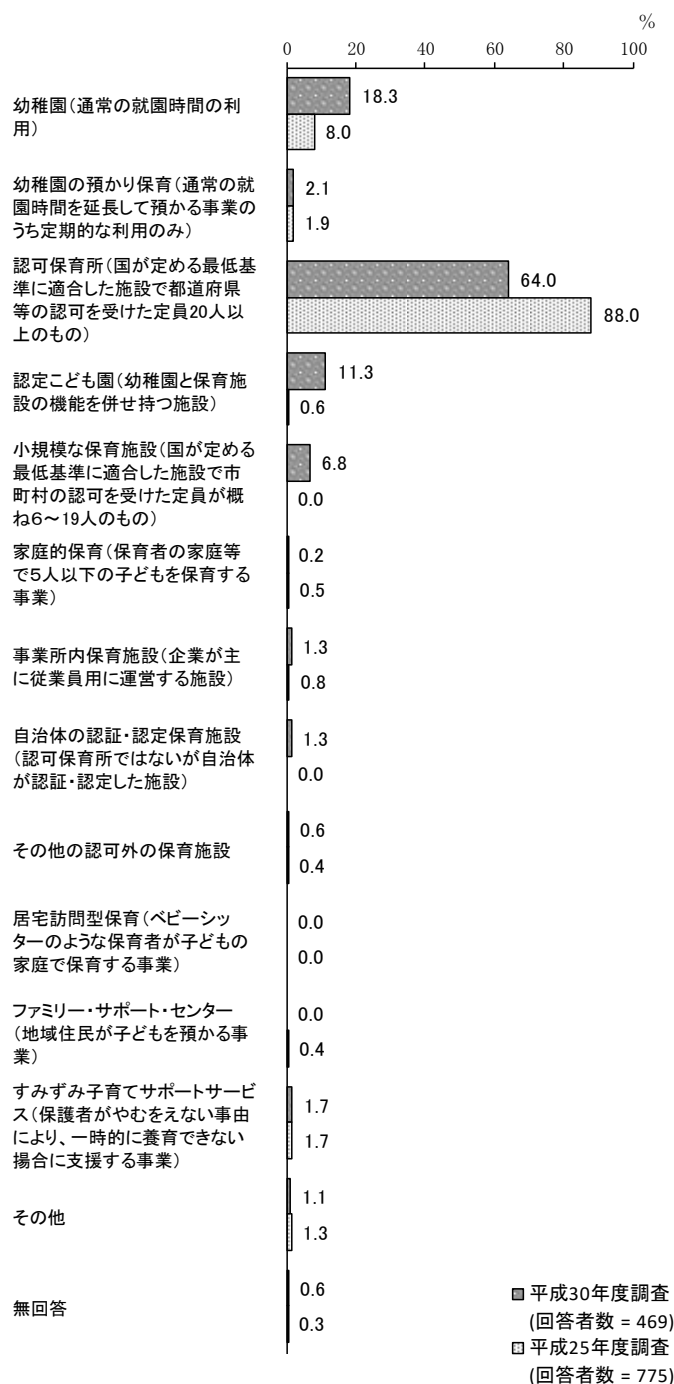 %
0 20 40 60 80 100
幼稚園(通常の就園時間の利
用)
18.3
8.0
幼稚園の預かり保育(通常の就
園時間を延長して預かる事業の
うち定期的な利用のみ)
2.1
1.9
認可保育所(国が定める最低基
準に適合した施設で都道府県
等の認可を受けた定員20人以
上のもの)
64.0
88.0
認定こども園(幼稚園と保育施
設の機能を併せ持つ施設)
11.3
0.6
小規模な保育施設(国が定める
最低基準に適合した施設で市
町村の認可を受けた定員が概
ね6~19人のもの)
6.8
0.0
家庭的保育(保育者の家庭等
で5人以下の子どもを保育する
事業)
0.2
0.5
事業所内保育施設(企業が主
に従業員用に運営する施設)
1.3
0.8
自治体の認証・認定保育施設
(認可保育所ではないが自治体
が認証・認定した施設)
1.3
0.0
その他の認可外の保育施設
0.6
0.4
居宅訪問型保育(ベビーシッ
ターのような保育者が子どもの
家庭で保育する事業)
0.0
0.0
ファミリー・サポート・センター
(地域住民が子どもを預かる事
業)
0.0
0.4
すみずみ子育てサポートサービ
ス(保護者がやむをえない事由
により、一時的に養育できない
場合に支援する事業)
1.7
1.7
その他
1.1
1.3
無回答
0.6
0.3
平成30年度調査
(回答者数 = 469)
平成25年度調査
(回答者数 = 775)